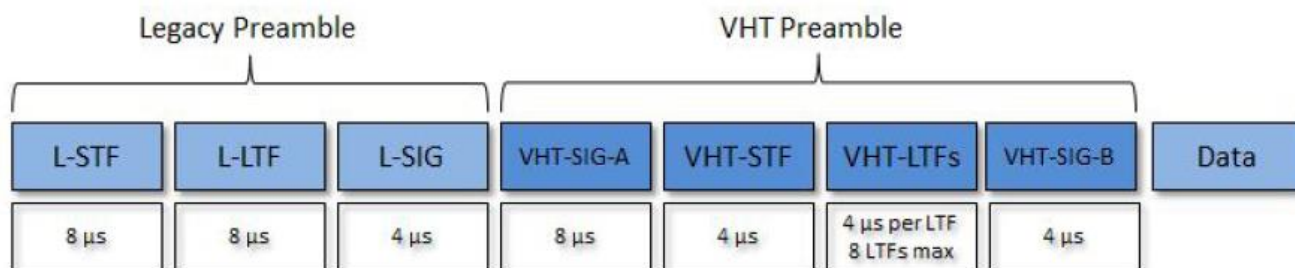 Legacy Preamble
VHT Preamble
L-STF
L-LTF
L-SIG
VHT-SIG-A
VHT-STF
VHT-LTFs
VHT-SIG-B
Data
8 μs
8 μs
4 μs
8 μs
4 μs
4 μs per LTF
8 LTFs max
4 μs